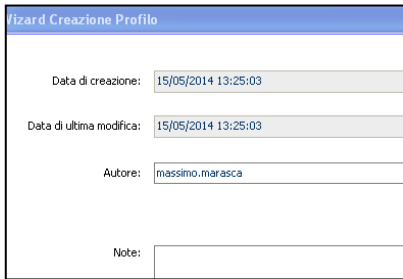 Wizard Creazione Profilo
Data di creazione: 15/05/2014 13:25:03
Data di ultima modifica: 15/05/2014 13:25:03
Autore: massimo.marasca
Note: